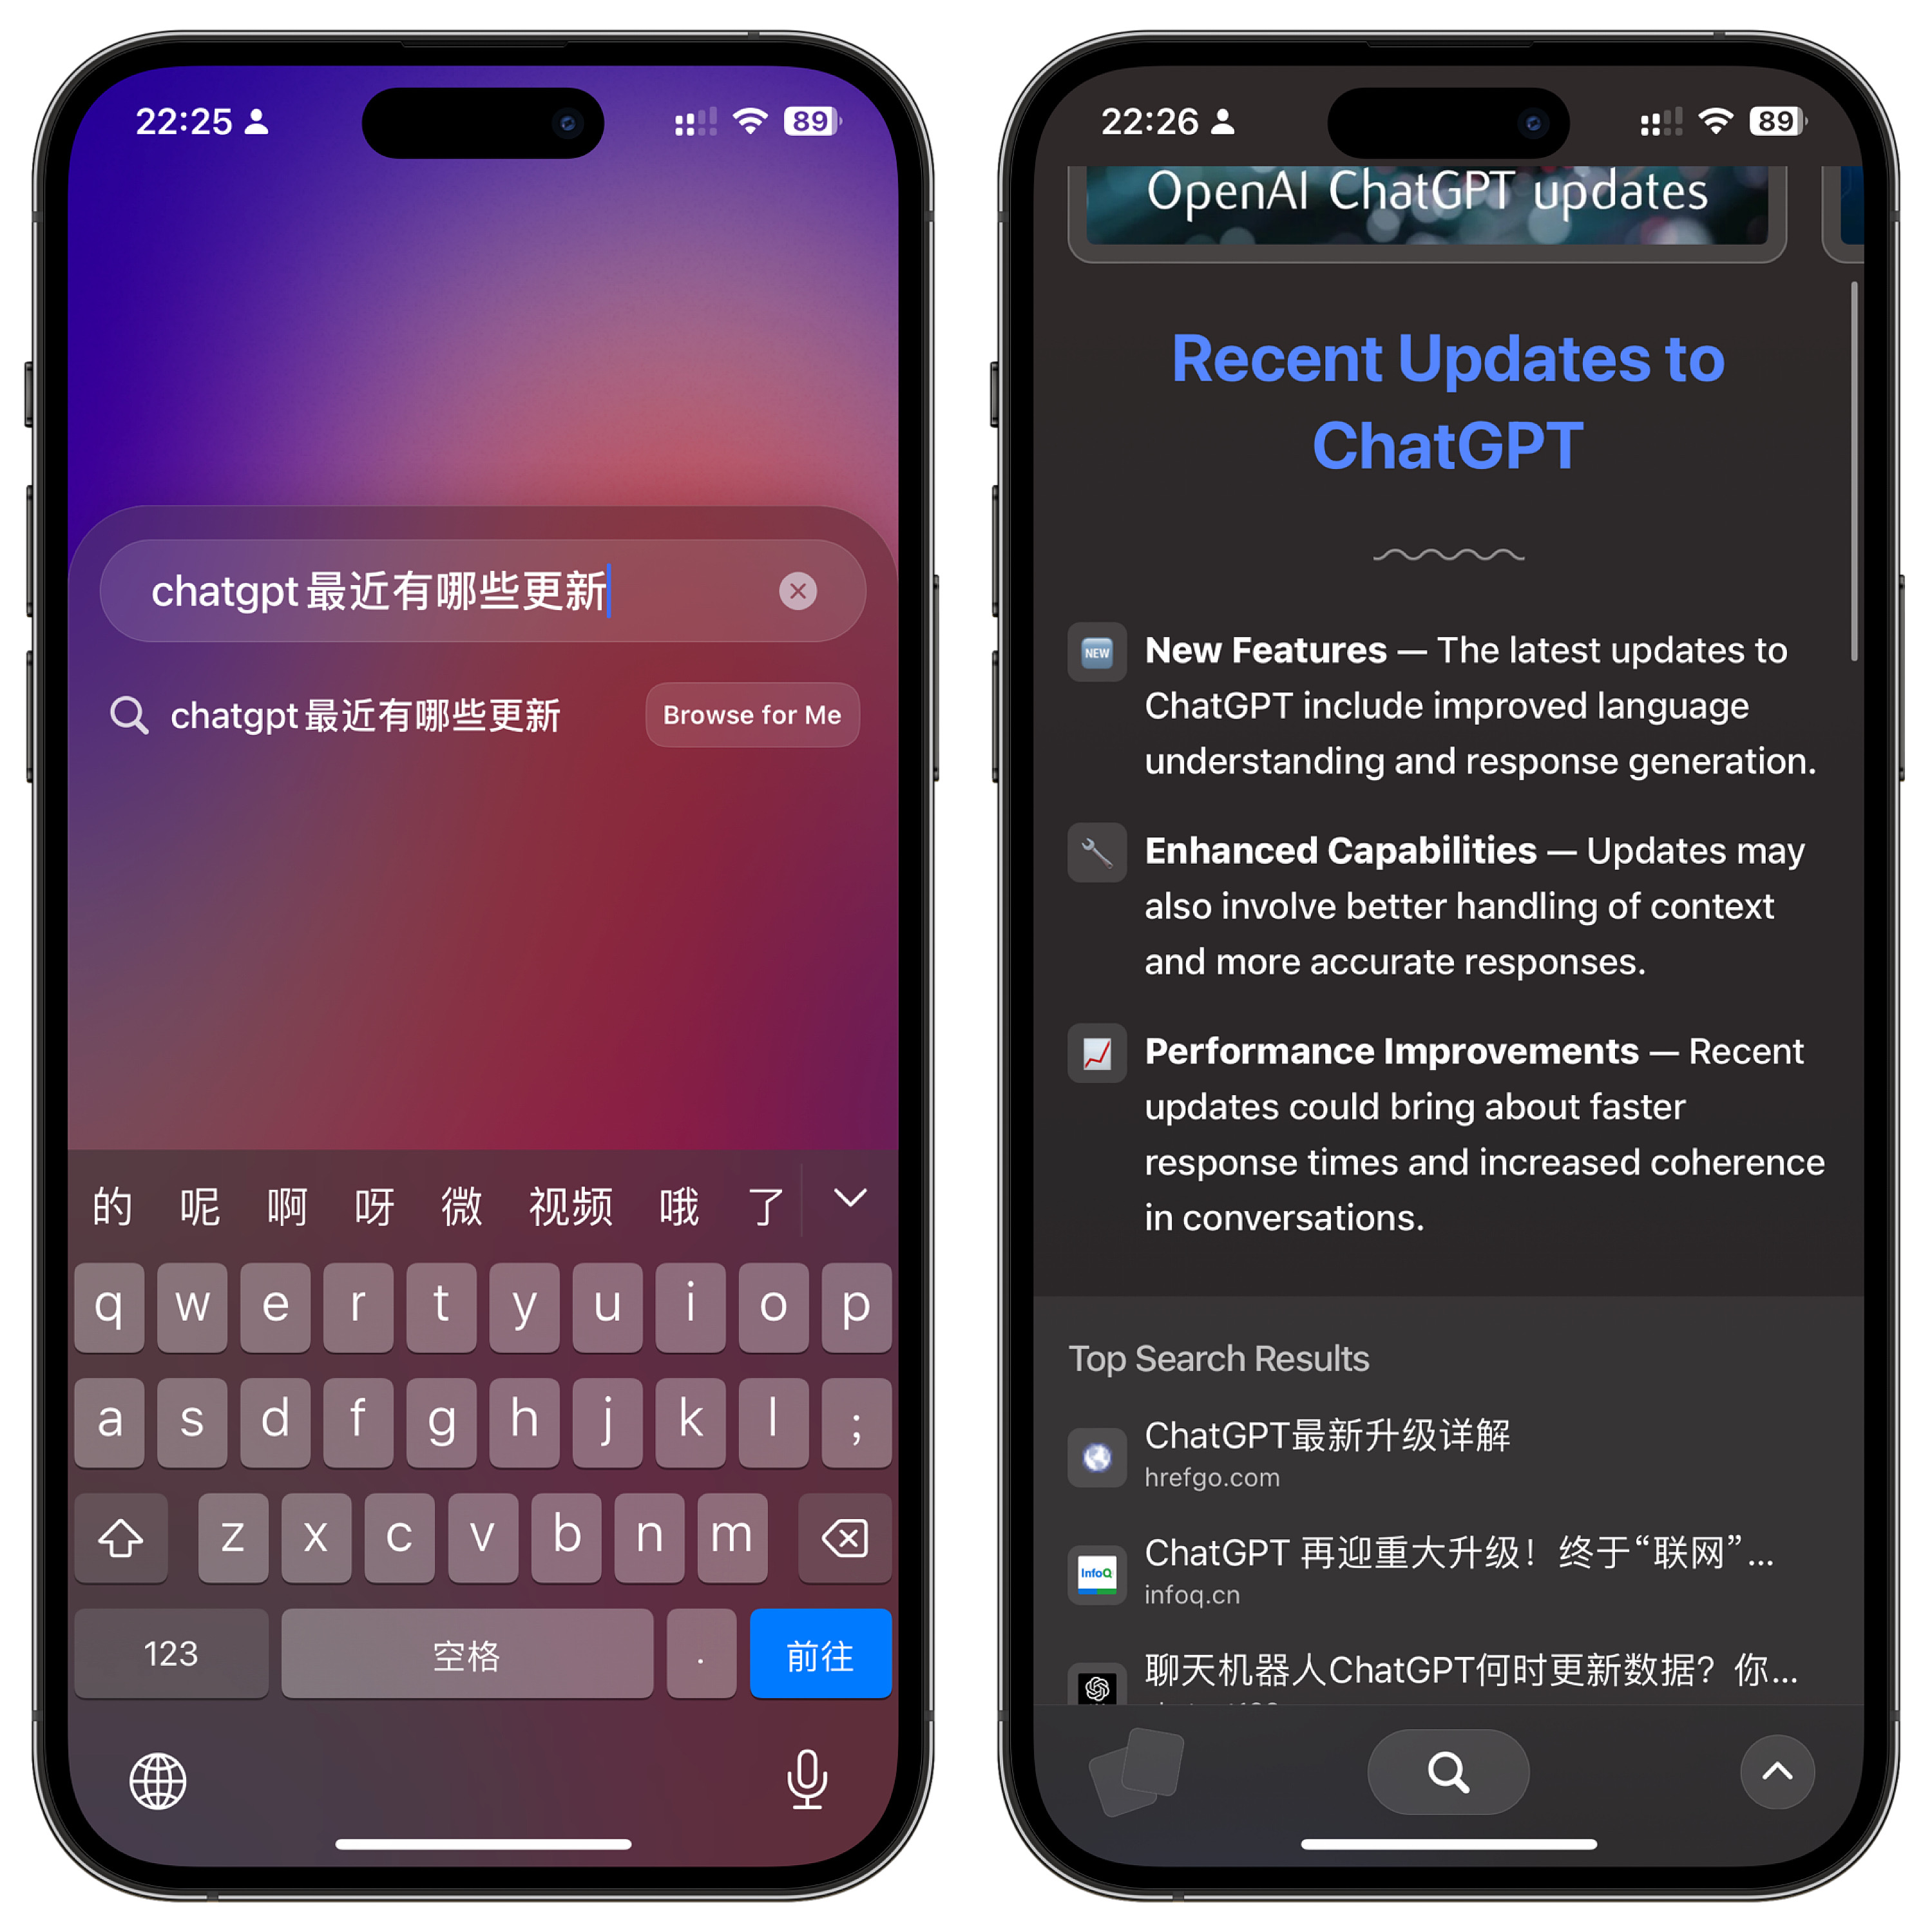 22:25
89
chatgpt最近有哪些更新
chatgpt最近有哪些更新
Browse for Me
的 呢 啊 呀 微 视频 哦 了
q w e r t y u i o p
a s d f g h j k l ;
z x c v b n m
123 空格 . 前往
22:26
89
OpenAI ChatGPT updates
Recent Updates to
ChatGPT
NEW
New Features — The latest updates to
ChatGPT include improved language
understanding and response generation.
Enhanced Capabilities — Updates may
also involve better handling of context
and more accurate responses.
Performance Improvements — Recent
updates could bring about faster
response times and increased coherence
in conversations.
Top Search Results
ChatGPT最新升级详解
hrefgo.com
InfoQ
ChatGPT 再迎重大升级！终于“联网”...
infoq.cn
聊天机器人ChatGPT何时更新数据？你...